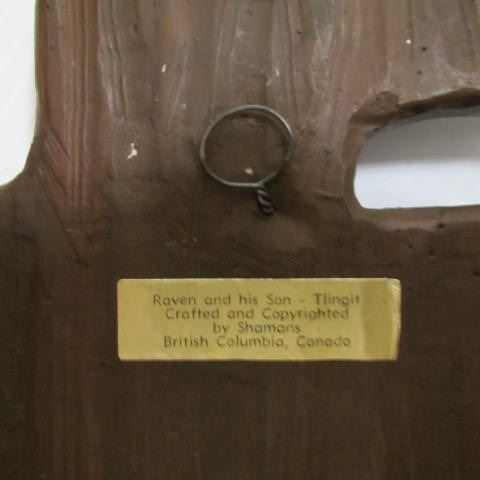 Raven and his Son - Tlingit
Crafted and Copyrighted
by Shamans
British Columbia, Canada